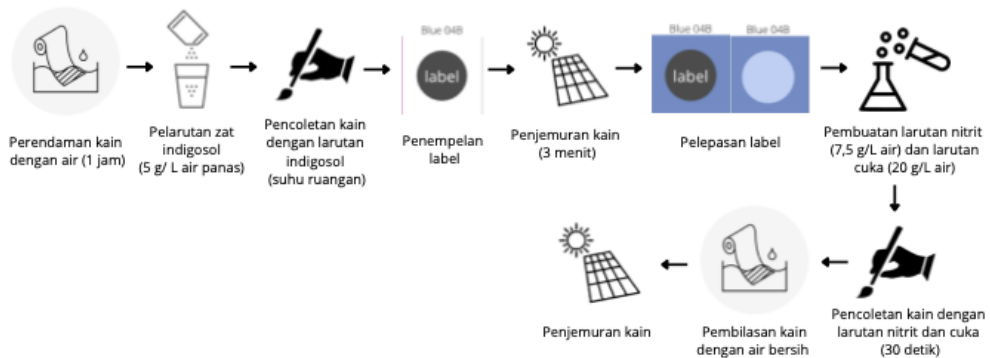 Perendaman kain
dengan air (1 jam)
Pelarutan zat
indigosol
(5 g/ L air panas)
Pencoletan kain
dengan larutan
indigosol
(suhu ruangan)
Blue 04B
label
Penempelan
label
Penjemuran kain
(3 menit)
Blue 04B
Blue 04B
label
Pelepasan label
Pembuatan larutan nitrit
(7,5 g/L air) dan larutan
cuka (20 g/L air)
Pencoletan kain dengan
larutan nitrit dan cuka
(30 detik)
Pembilasan kain
dengan air bersih
Penjemuran kain